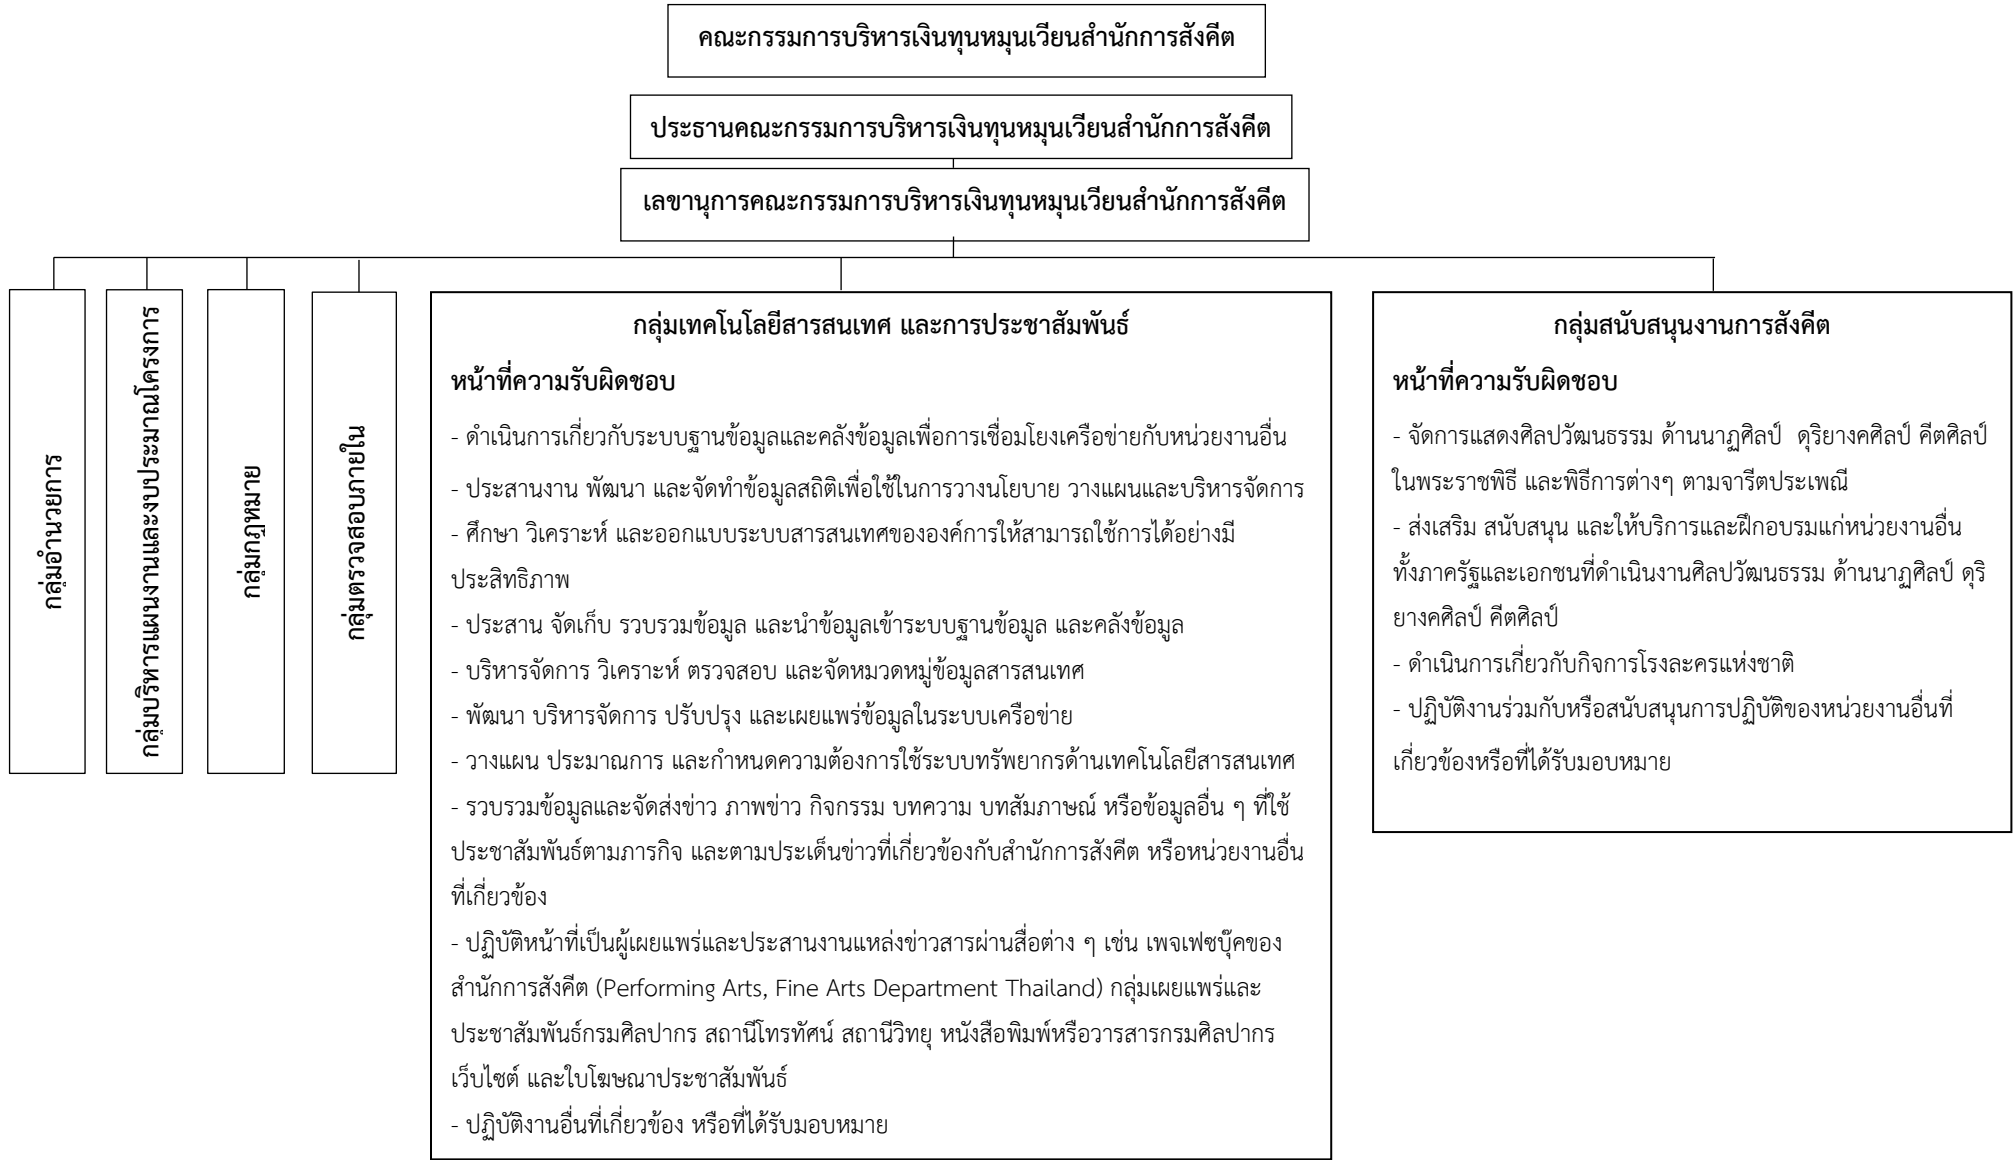 คณะกรรมการบริหารเงินทุนหมุนเวียนสำนักการสังคีต
ประธานคณะกรรมการบริหารเงินทุนหมุนเวียนสำนักการสังคีต
เลขานุการคณะกรรมการบริหารเงินทุนหมุนเวียนสำนักการสังคีต
กลุ่มอำนวยการ
กลุ่มบริหารแผนงานและงบประมาณโครงการ
กลุ่มกฎหมาย
กลุ่มตรวจสอบภายใน
กลุ่มเทคโนโลยีสารสนเทศ และการประชาสัมพันธ์
หน้าที่ความรับผิดชอบ
- ดำเนินการเกี่ยวกับระบบฐานข้อมูลและคลังข้อมูลเพื่อการเชื่อมโยงเครือข่ายกับหน่วยงานอื่น
- ประสานงาน พัฒนา และจัดทำข้อมูลสถิติเพื่อใช้ในการวางนโยบาย วางแผนและบริหารจัดการ
- ศึกษา วิเคราะห์ และออกแบบระบบสารสนเทศขององค์การให้สามารถใช้การได้อย่างมี
ประสิทธิภาพ
- ประสาน จัดเก็บ รวบรวมข้อมูล และนำข้อมูลเข้าระบบฐานข้อมูล และคลังข้อมูล
- บริหารจัดการ วิเคราะห์ ตรวจสอบ และจัดหมวดหมู่ข้อมูลสารสนเทศ
- พัฒนา บริหารจัดการ ปรับปรุง และเผยแพร่ข้อมูลในระบบเครือข่าย
- วางแผน ประมาณการ และกำหนดความต้องการใช้ระบบทรัพยากรด้านเทคโนโลยีสารสนเทศ
- รวบรวมข้อมูลและจัดส่งข่าว ภาพข่าว กิจกรรม บทความ บทสัมภาษณ์ หรือข้อมูลอื่น ๆ ที่ใช้
ประชาสัมพันธ์ตามภารกิจ และตามประเด็นข่าวที่เกี่ยวข้องกับสำนักการสังคีต หรือหน่วยงานอื่น
ที่เกี่ยวข้อง
- ปฏิบัติหน้าที่เป็นผู้เผยแพร่และประสานงานแหล่งข่าวสารผ่านสื่อต่าง ๆ เช่น เพจเฟซบุ๊คของ
สำนักการสังคีต (Performing Arts, Fine Arts Department Thailand) กลุ่มเผยแพร่และ
ประชาสัมพันธ์กรมศิลปากร สถานีโทรทัศน์ สถานีวิทยุ หนังสือพิมพ์หรือวารสารกรมศิลปากร
เว็บไซต์ และใบโฆษณาประชาสัมพันธ์
- ปฏิบัติงานอื่นที่เกี่ยวข้อง หรือที่ได้รับมอบหมาย
กลุ่มสนับสนุนงานการสังคีต
หน้าที่ความรับผิดชอบ
- จัดการแสดงศิลปวัฒนธรรม ด้านนาฏศิลป์ ดุริยางคศิลป์ คีตศิลป์
ในพระราชพิธี และพิธีการต่างๆ ตามจารีตประเพณี
- ส่งเสริม สนับสนุน และให้บริการและฝึกอบรมแก่หน่วยงานอื่น
ทั้งภาครัฐและเอกชนที่ดำเนินงานศิลปวัฒนธรรม ด้านนาฏศิลป์ ดุริ
ยางคศิลป์ คีตศิลป์
- ดำเนินการเกี่ยวกับกิจการโรงละครแห่งชาติ
- ปฏิบัติงานร่วมกับหรือสนับสนุนการปฏิบัติของหน่วยงานอื่นที่
เกี่ยวข้องหรือที่ได้รับมอบหมาย